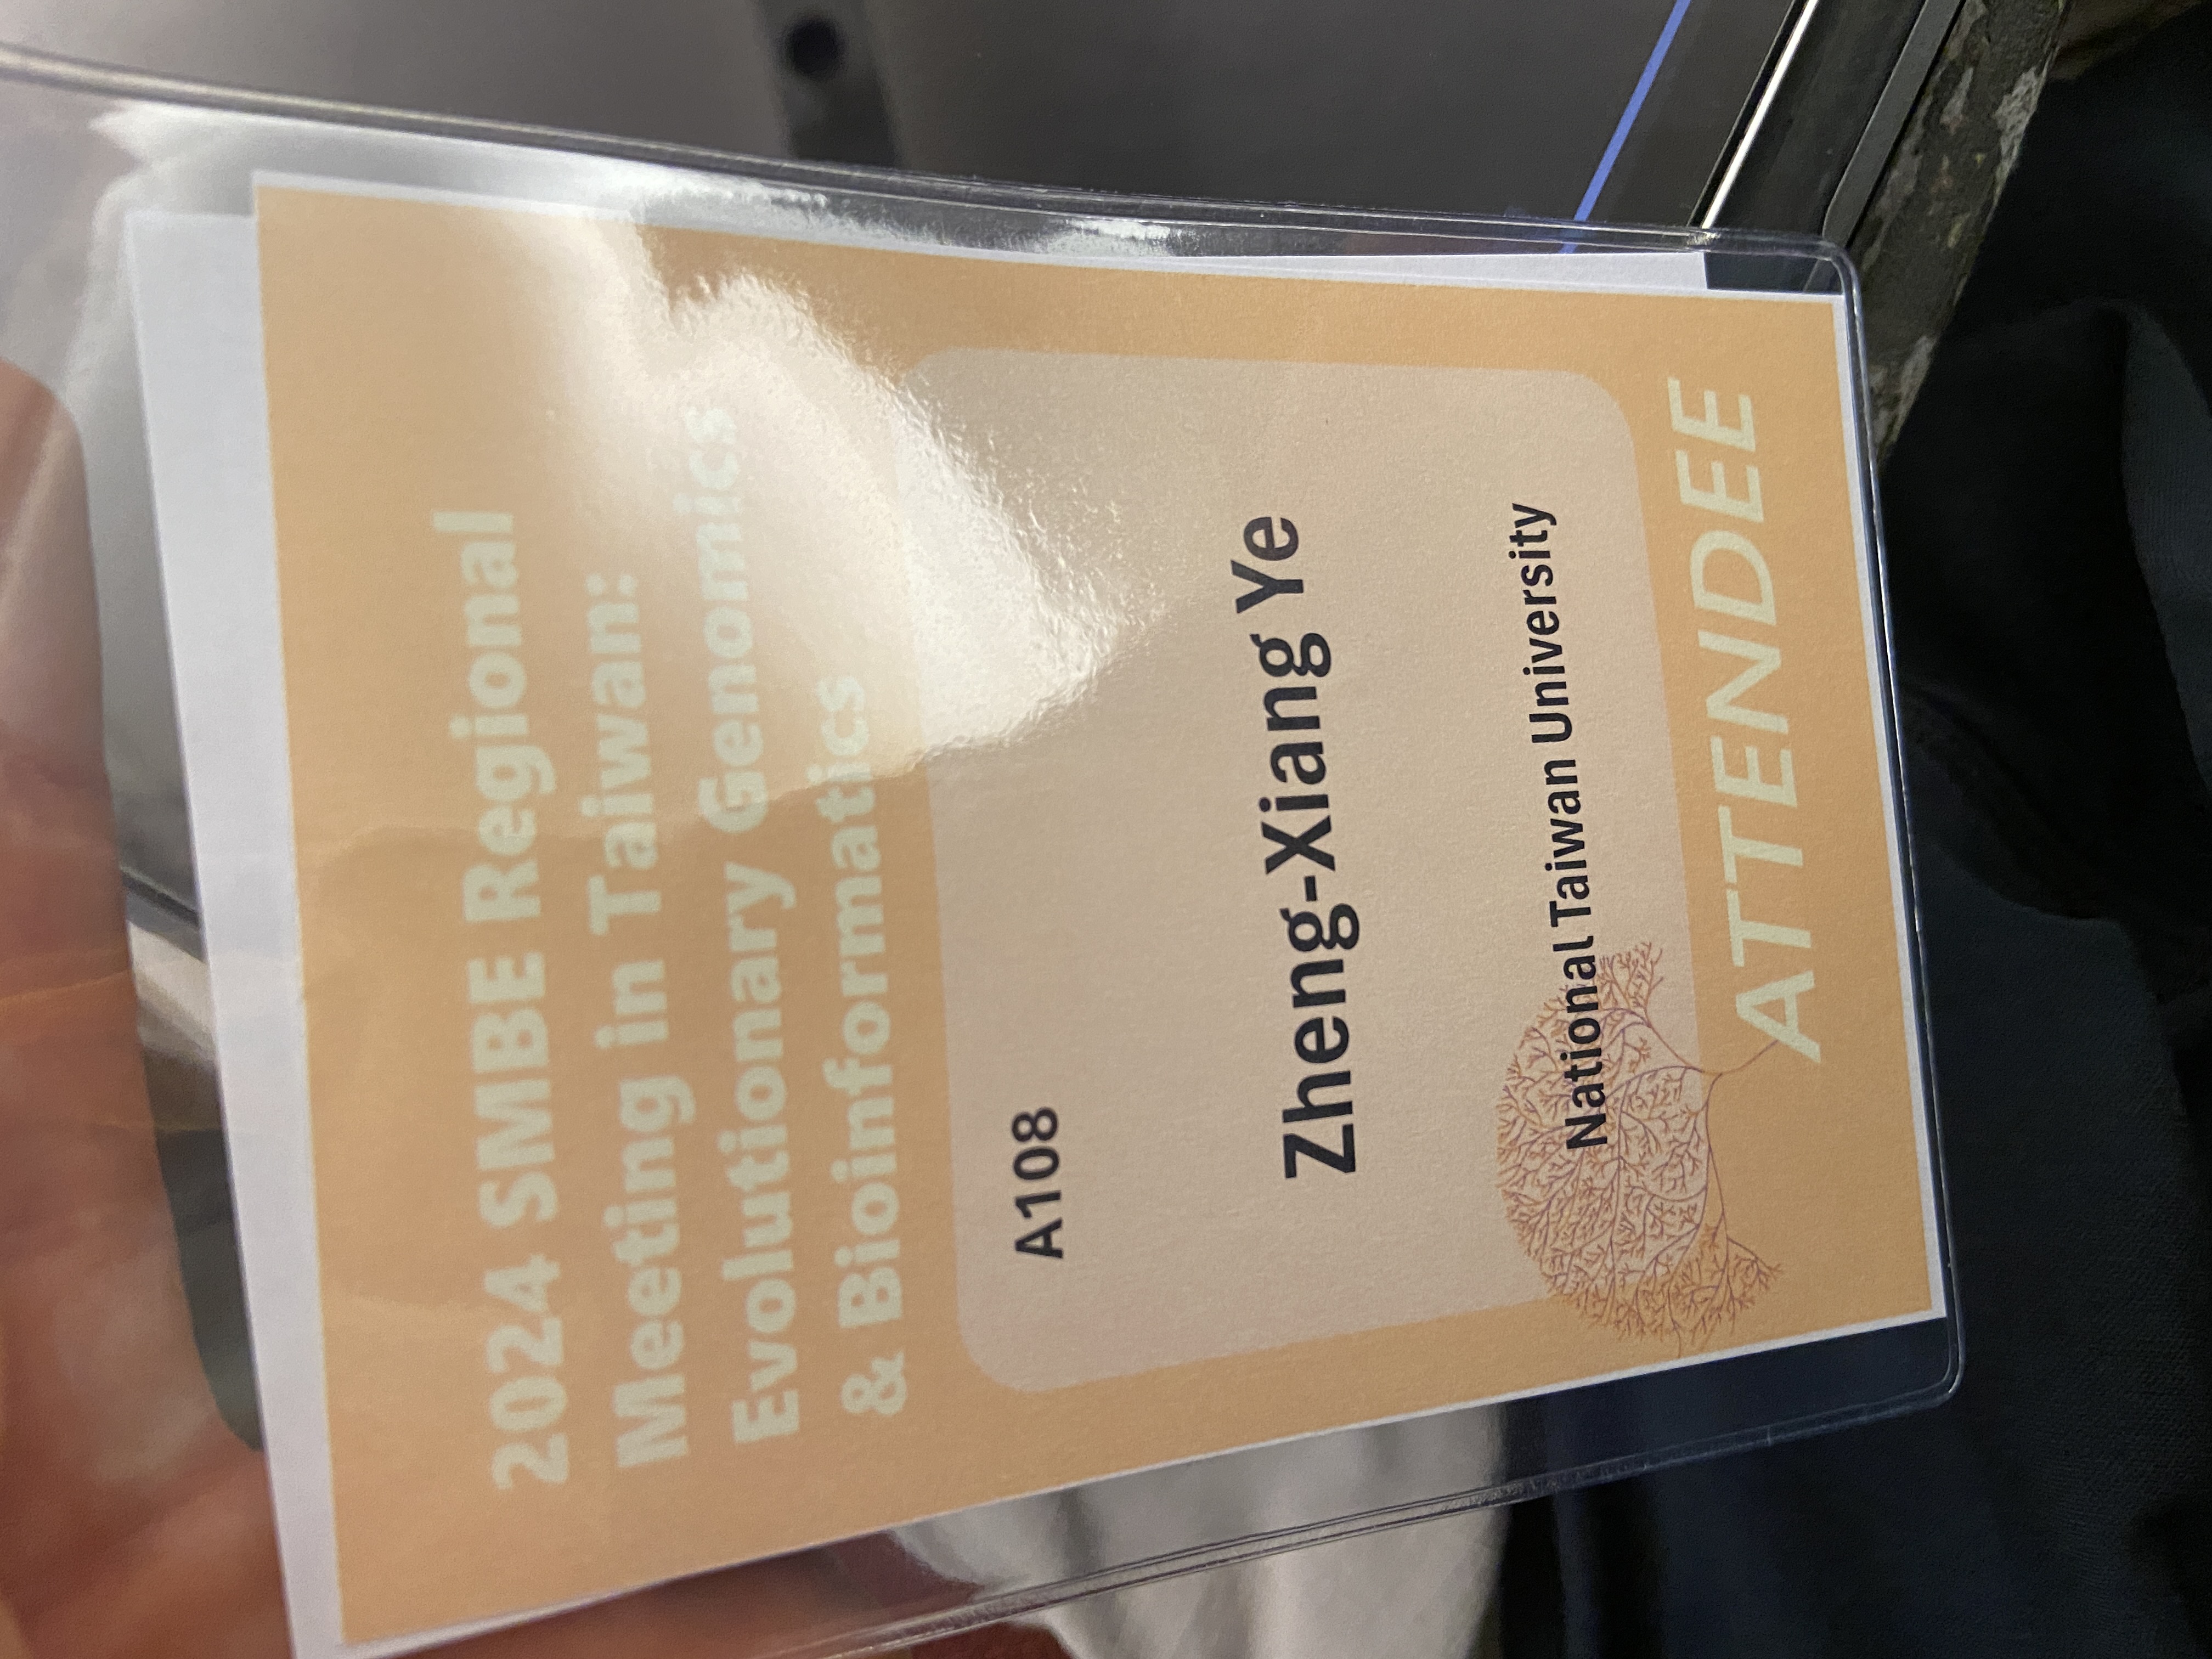 2024 SMBE Regional
Meeting in Taiwan:
Evolutionary Genomics
& Bioinformatics
A108
Zheng-Xiang Ye
National Taiwan University
ATTENDEE